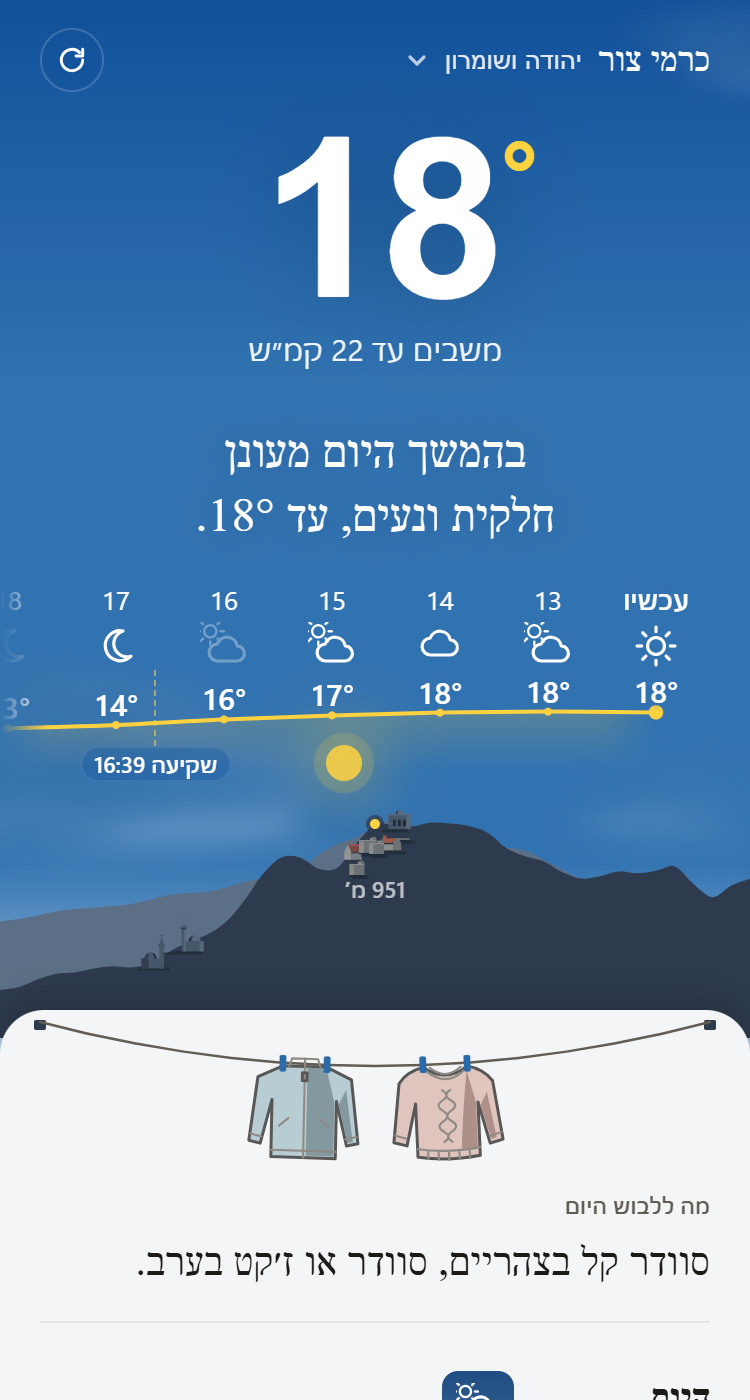 כרמי צור יהודה ושומרון
18°
משבים עד 22 קמ״ש
בהמשך היום מעונן
חלקית ונעים, עד 18°.
עכשיו 13 14 15 16 17
18° 18° 18° 17° 16° 14° 3°
שקיעה 16:39
951 מ׳
מה ללבוש היום
סוודר קל בצהריים, סוודר או ז׳קט בערב.
היום